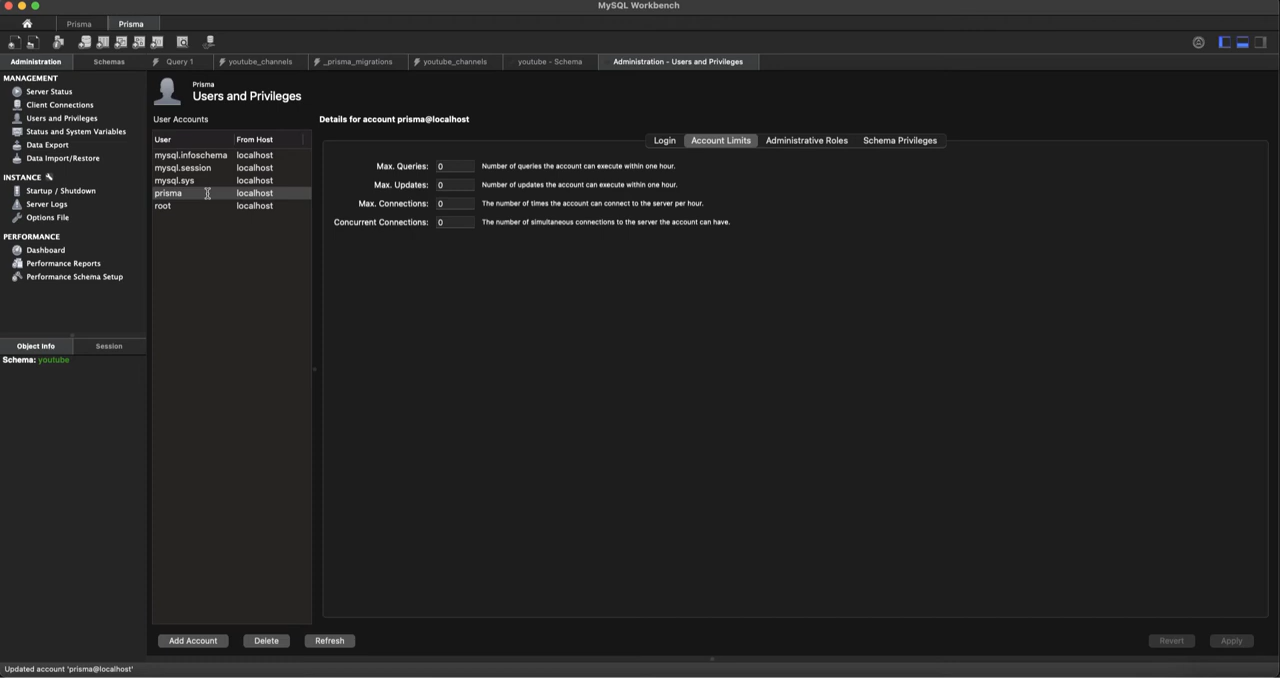 MySQL Workbench
Prisma
Prisma
Administration
Schemas
Query 1
youtube_channels
_prisma_migrations
youtube_channels
youtube - Schema
Administration - Users and Privileges
MANAGEMENT
Server Status
Client Connections
Users and Privileges
Status and System Variables
Data Export
Data Import/Restore
INSTANCE
Startup / Shutdown
Server Logs
Options File
PERFORMANCE
Dashboard
Performance Reports
Performance Schema Setup
Object Info
Session
Schema: youtube
Prisma
Users and Privileges
User Accounts
User From Host
mysql.infoschema localhost
mysql.session localhost
mysql.sys localhost
prisma localhost
root localhost
Add Account
Delete
Refresh
Details for account prisma@localhost
Login
Account Limits
Administrative Roles
Schema Privileges
Max. Queries: 0 Number of queries the account can execute within one hour.
Max. Updates: 0 Number of updates the account can execute within one hour.
Max. Connections: 0 The number of times the account can connect to the server per hour.
Concurrent Connections: 0 The number of simultaneous connections to the server the account can have.
Revert
Apply
Updated account 'prisma@localhost'